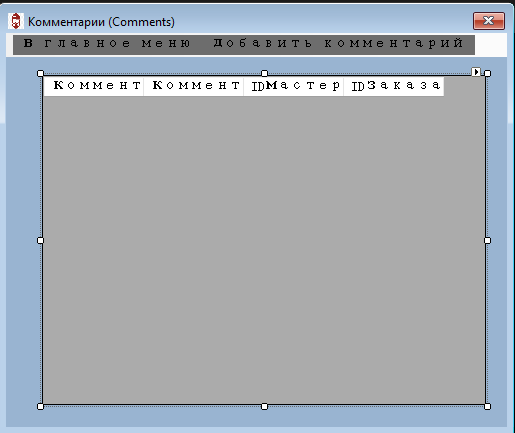 Комментарии (Comments)
В главное меню Добавить комментарий
Коммент Коммент IDМастер IDЗаказа